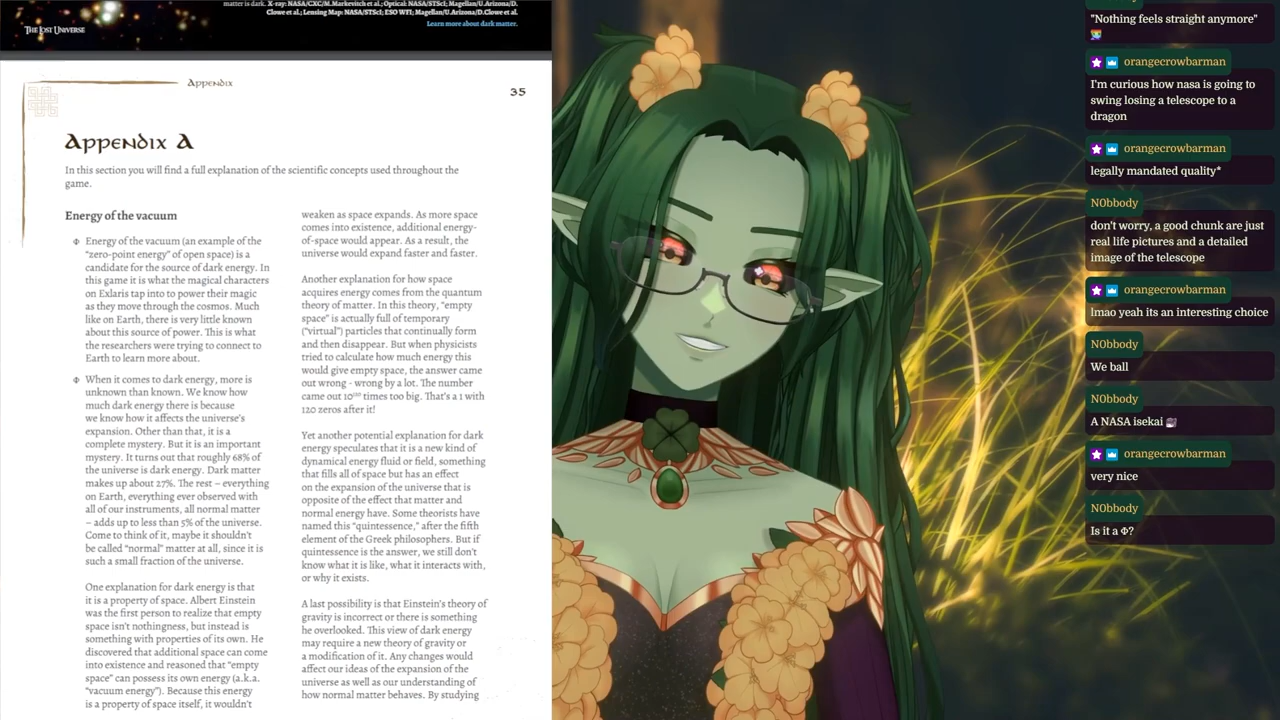 matter is dark. X-ray: NASA/CXC/M.Markevitch et al.; Optical: NASA/STScI; Magellan/U.Arizona/D.
Clowe et al.; Lensing Map: NASA/STScI; ESO WFI; Magellan/U.Arizona/D.Clowe et al.
Learn more about dark matter.
The Lost Universe
Appendix
35
Appendix A
In this section you will find a full explanation of the scientific concepts used throughout the
game.
Energy of the vacuum
Φ Energy of the vacuum (an example of the
"zero-point energy" of open space) is a
candidate for the source of dark energy. In
this game it is what the magical characters
on Exlaris tap into to power their magic
as they move through the cosmos. Much
like on Earth, there is very little known
about this source of power. This is what
the researchers were trying to connect to
Earth to learn more about.
Φ When it comes to dark energy, more is
unknown than known. We know how
much dark energy there is because
we know how it affects the universe's
expansion. Other than that, it is a
complete mystery. But it is an important
mystery. It turns out that roughly 68% of
the universe is dark energy. Dark matter
makes up about 27%. The rest – everything
on Earth, everything ever observed with
all of our instruments, all normal matter
– adds up to less than 5% of the universe.
Come to think of it, maybe it shouldn't
be called "normal" matter at all, since it is
such a small fraction of the universe.
One explanation for dark energy is that
it is a property of space. Albert Einstein
was the first person to realize that empty
space isn't nothingness, but instead is
something with properties of its own. He
discovered that additional space can come
into existence and reasoned that "empty
space" can possess its own energy (a.k.a.
"vacuum energy"). Because this energy
is a property of space itself, it wouldn't
weaken as space expands. As more space
comes into existence, additional energy-
of-space would appear. As a result, the
universe would expand faster and faster.
Another explanation for how space
acquires energy comes from the quantum
theory of matter. In this theory, "empty
space" is actually full of temporary
("virtual") particles that continually form
and then disappear. But when physicists
tried to calculate how much energy this
would give empty space, the answer came
out wrong - wrong by a lot. The number
came out 10¹²⁰ times too big. That's a 1 with
120 zeros after it!
Yet another potential explanation for dark
energy speculates that it is a new kind of
dynamical energy fluid or field, something
that fills all of space but has an effect
on the expansion of the universe that is
opposite of the effect that matter and
normal energy have. Some theorists have
named this "quintessence," after the fifth
element of the Greek philosophers. But if
quintessence is the answer, we still don't
know what it is like, what it interacts with,
or why it exists.
A last possibility is that Einstein's theory of
gravity is incorrect or there is something
he overlooked. This view of dark energy
may require a new theory of gravity or
a modification of it. Any changes would
affect our ideas of the expansion of the
universe as well as our understanding of
how normal matter behaves. By studying
"Nothing feels straight anymore"
orangecrowbarman
I'm curious how nasa is going to
swing losing a telescope to a
dragon
orangecrowbarman
legally mandated quality*
N0bbody
don't worry, a good chunk are just
real life pictures and a detailed
image of the telescope
orangecrowbarman
lmao yeah its an interesting choice
N0bbody
We ball
N0bbody
A NASA isekai
orangecrowbarman
very nice
N0bbody
Is it a Φ?